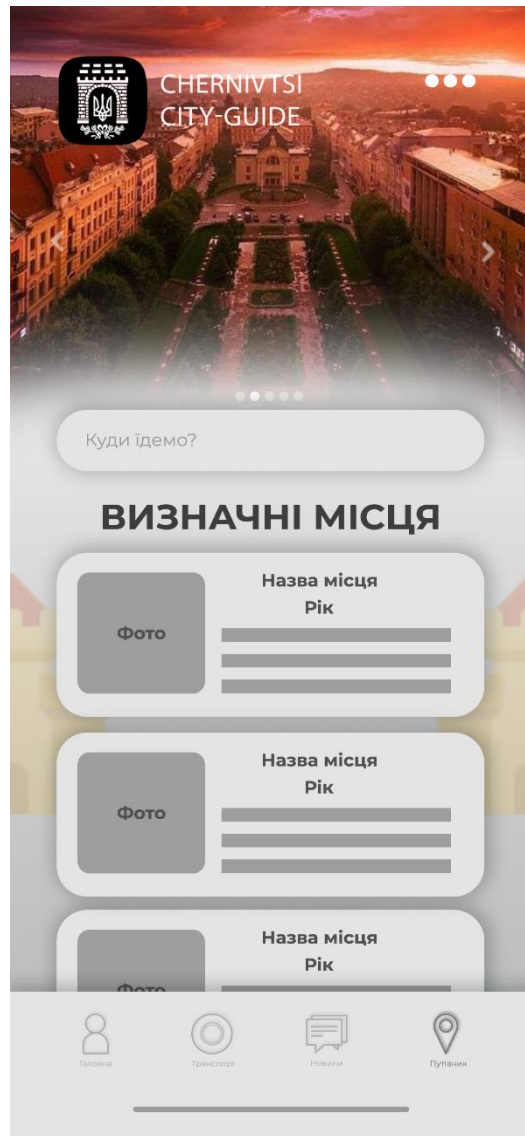 CHERNIVTSI
CITY-GUIDE
Куди їдемо?
ВИЗНАЧНІ МІСЦЯ
Фото
Назва місця
Рік
Фото
Назва місця
Рік
Фото
Назва місця
Рік
Головна
Транспорт
Новини
Путівник